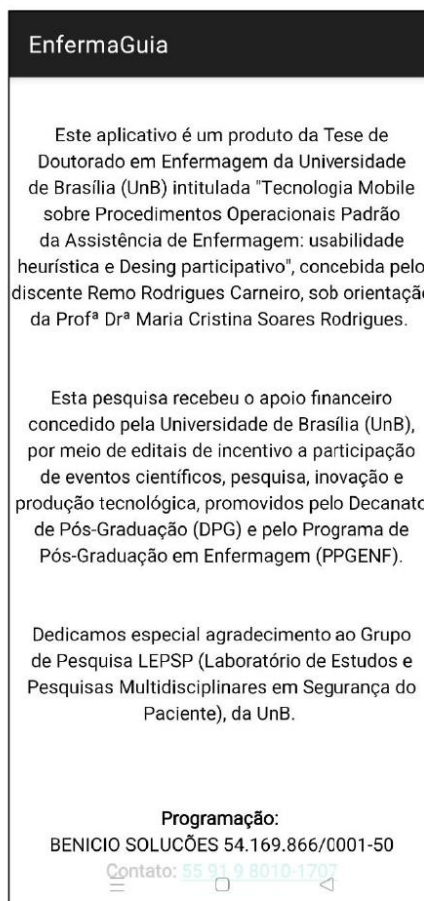 EnfermaGuia
Este aplicativo é um produto da Tese de
Doutorado em Enfermagem da Universidade
de Brasília (UnB) intitulada "Tecnologia Mobile
sobre Procedimentos Operacionais Padrão
da Assistência de Enfermagem: usabilidade
heurística e Desing participativo", concebida pelo
discente Remo Rodrigues Carneiro, sob orientação
da Profª Drª Maria Cristina Soares Rodrigues.
Esta pesquisa recebeu o apoio financeiro
concedido pela Universidade de Brasília (UnB),
por meio de editais de incentivo a participação
de eventos científicos, pesquisa, inovação e
produção tecnológica, promovidos pelo Decanato
de Pós-Graduação (DPG) e pelo Programa de
Pós-Graduação em Enfermagem (PPGENF).
Dedicamos especial agradecimento ao Grupo
de Pesquisa LEPSP (Laboratório de Estudos e
Pesquisas Multidisciplinares em Segurança do
Paciente), da UnB.
Programação:
BENICIO SOLUCÕES 54.169.866/0001-50
Contato: 55 91 9 8010-1707